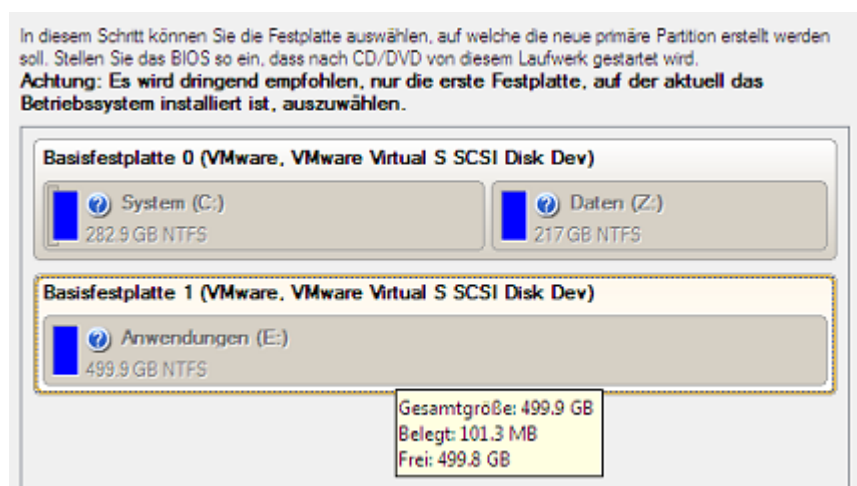 In diesem Schritt können Sie die Festplatte auswählen, auf welche die neue primäre Partition erstellt werden
soll. Stellen Sie das BIOS so ein, dass nach CD/DVD von diesem Laufwerk gestartet wird.
Achtung: Es wird dringend empfohlen, nur die erste Festplatte, auf der aktuell das
Betriebssystem installiert ist, auszuwählen.
Basisfestplatte 0 (VMware, VMware Virtual S SCSI Disk Dev)
System (C:)
282.9 GB NTFS
Daten (Z:)
217 GB NTFS
Basisfestplatte 1 (VMware, VMware Virtual S SCSI Disk Dev)
Anwendungen (E:)
499.9 GB NTFS
Gesamtgröße: 499.9 GB
Belegt: 101.3 MB
Frei: 499.8 GB